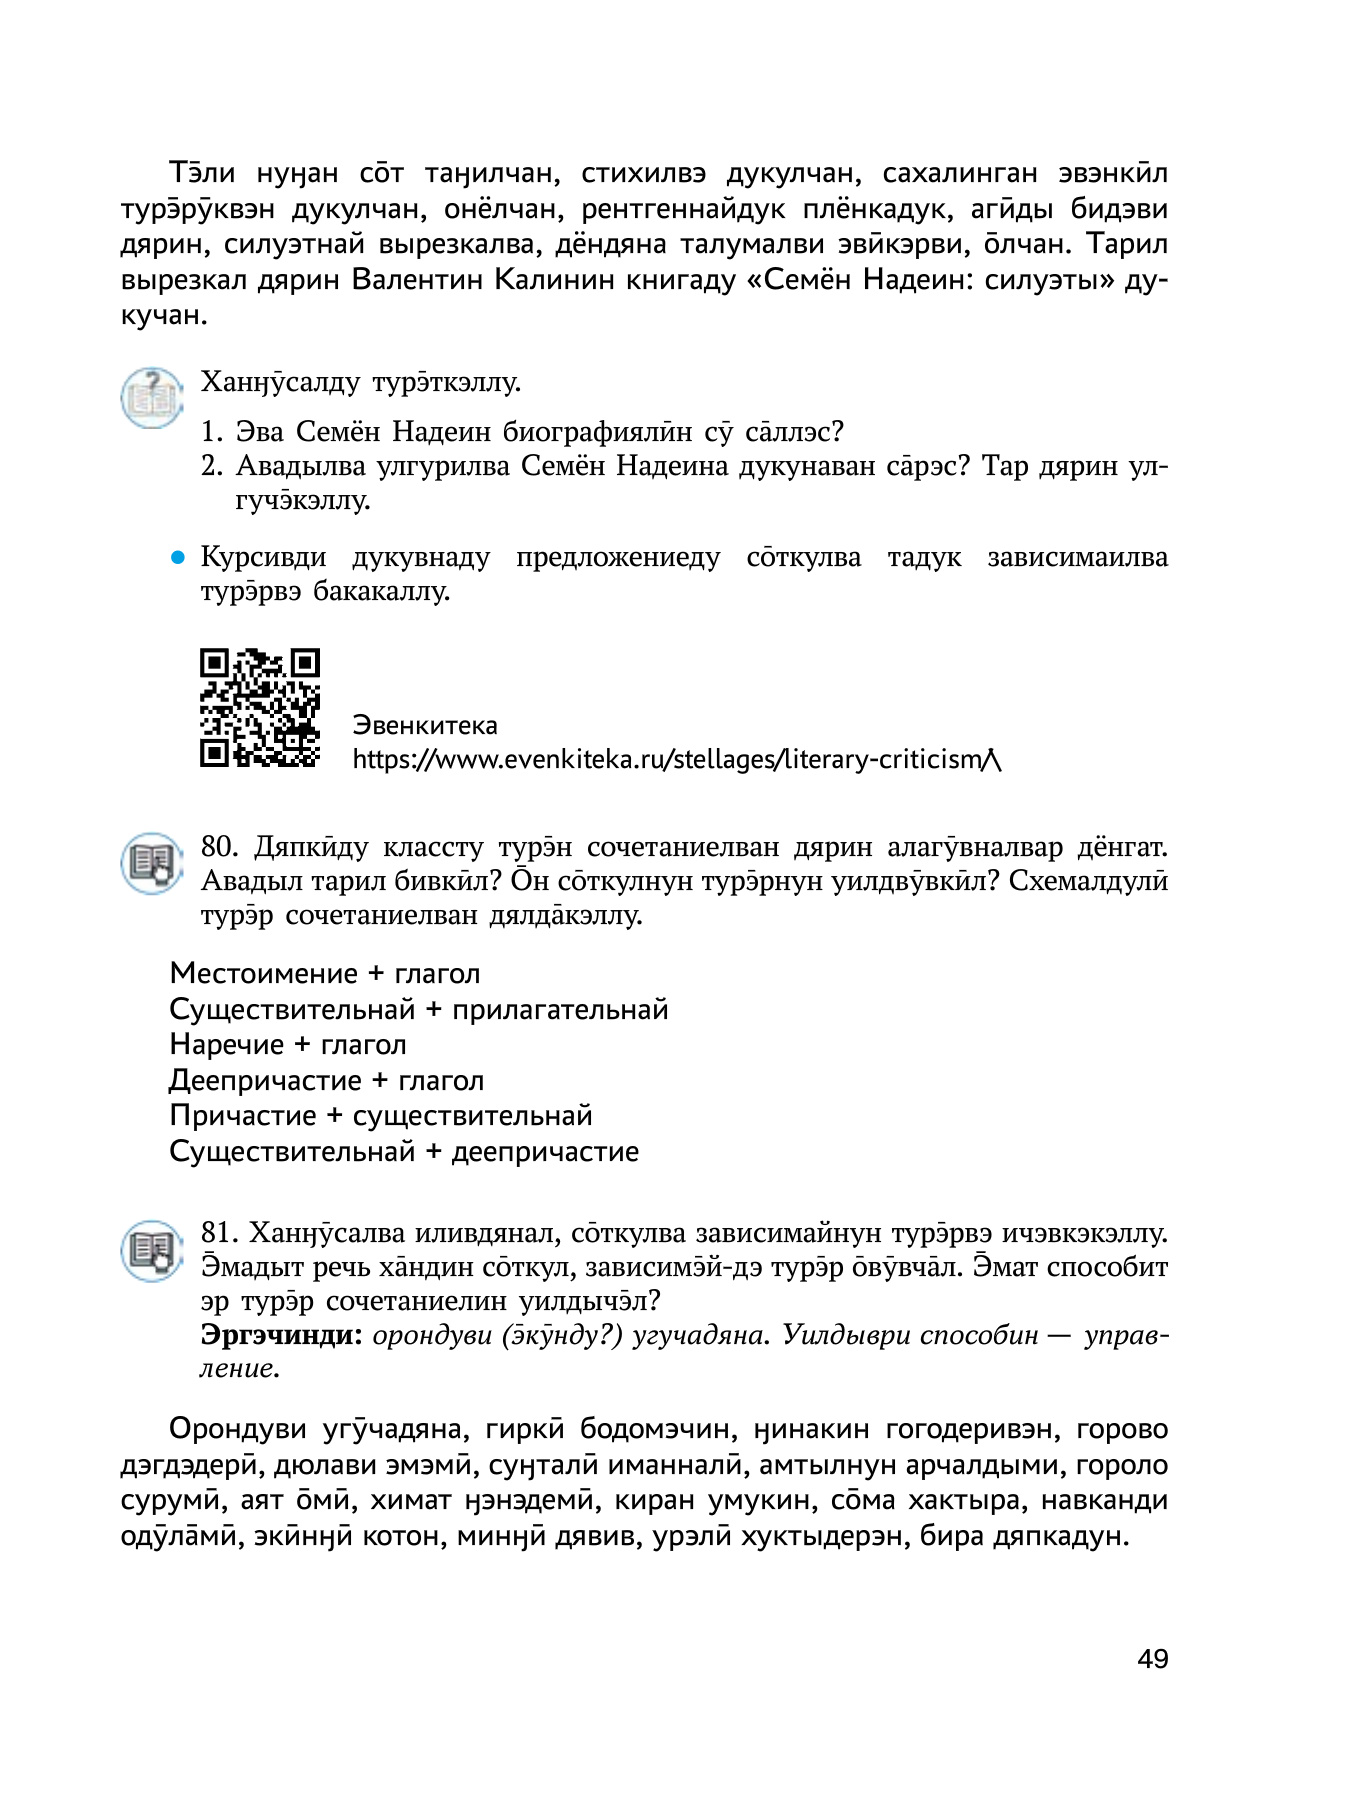 Тэ̄ли нуӈан со̄т таӈилчан, стихилвэ дукулчан, сахалинган эвэнкӣл
турэ̄рӯквэн дукулчан, онёлчан, рентгеннайдук плёнкадук, агӣды бидэви
дярин, силуэтнай вырезкалва, дёндяна талумалви эвӣкэрви, о̄лчан. Тарил
вырезкал дярин Валентин Калинин книгаду «Семён Надеин: силуэты» ду-
кучан.
Ханӈӯсалду турэ̄ткэллу.
1. Эва Семён Надеин биографиялӣн сӯ са̄ллэс?
2. Авадылва улгурилва Семён Надеина дукунаван са̄рэс? Тар дярин ул-
гучэ̄кэллу.
• Курсивди дукувнаду предложениеду со̄ткулва тадук зависимаилва
турэ̄рвэ бакакаллу.
Эвенкитека
https://www.evenkiteka.ru/stellages/literary-criticism/\
80. Дяпкӣду классту турэ̄н сочетаниелван дярин алагӯвналвар дёнгат.
Авадыл тарил бивкӣл? О̄н со̄ткулнун турэ̄рнун уилдвӯвкӣл? Схемалдулӣ
турэ̄р сочетаниелван дялда̄кэллу.
Местоимение + глагол
Существительнай + прилагательнай
Наречие + глагол
Деепричастие + глагол
Причастие + существительнай
Существительнай + деепричастие
81. Ханӈӯсалва иливдянал, со̄ткулва зависимайнун турэ̄рвэ ичэвкэкэллу.
Э̄мадыт речь ха̄ндин со̄ткул, зависимэ̄й-дэ турэ̄р о̄вӯвча̄л. Э̄мат способит
эр турэ̄р сочетаниелин уилдычэ̄л?
Эргэчинди: орондуви (э̄кӯнду?) угучадяна. Уилдыври способин — управ-
ление.
Орондуви угӯчадяна, гиркӣ бодомэчин, ӈинакин гогодеривэн, горово
дэгдэдерӣ, дюлави эмэмӣ, суӈталӣ иманналӣ, амтылнун арчалдыми, гороло
сурумӣ, аят о̄мӣ, химат ӈэнэдемӣ, киран умукин, со̄ма хактыра, навканди
одӯла̄мӣ, экӣнӈӣ котон, минӈӣ дявив, урэлӣ хуктыдерэн, бира дяпкадун.
49